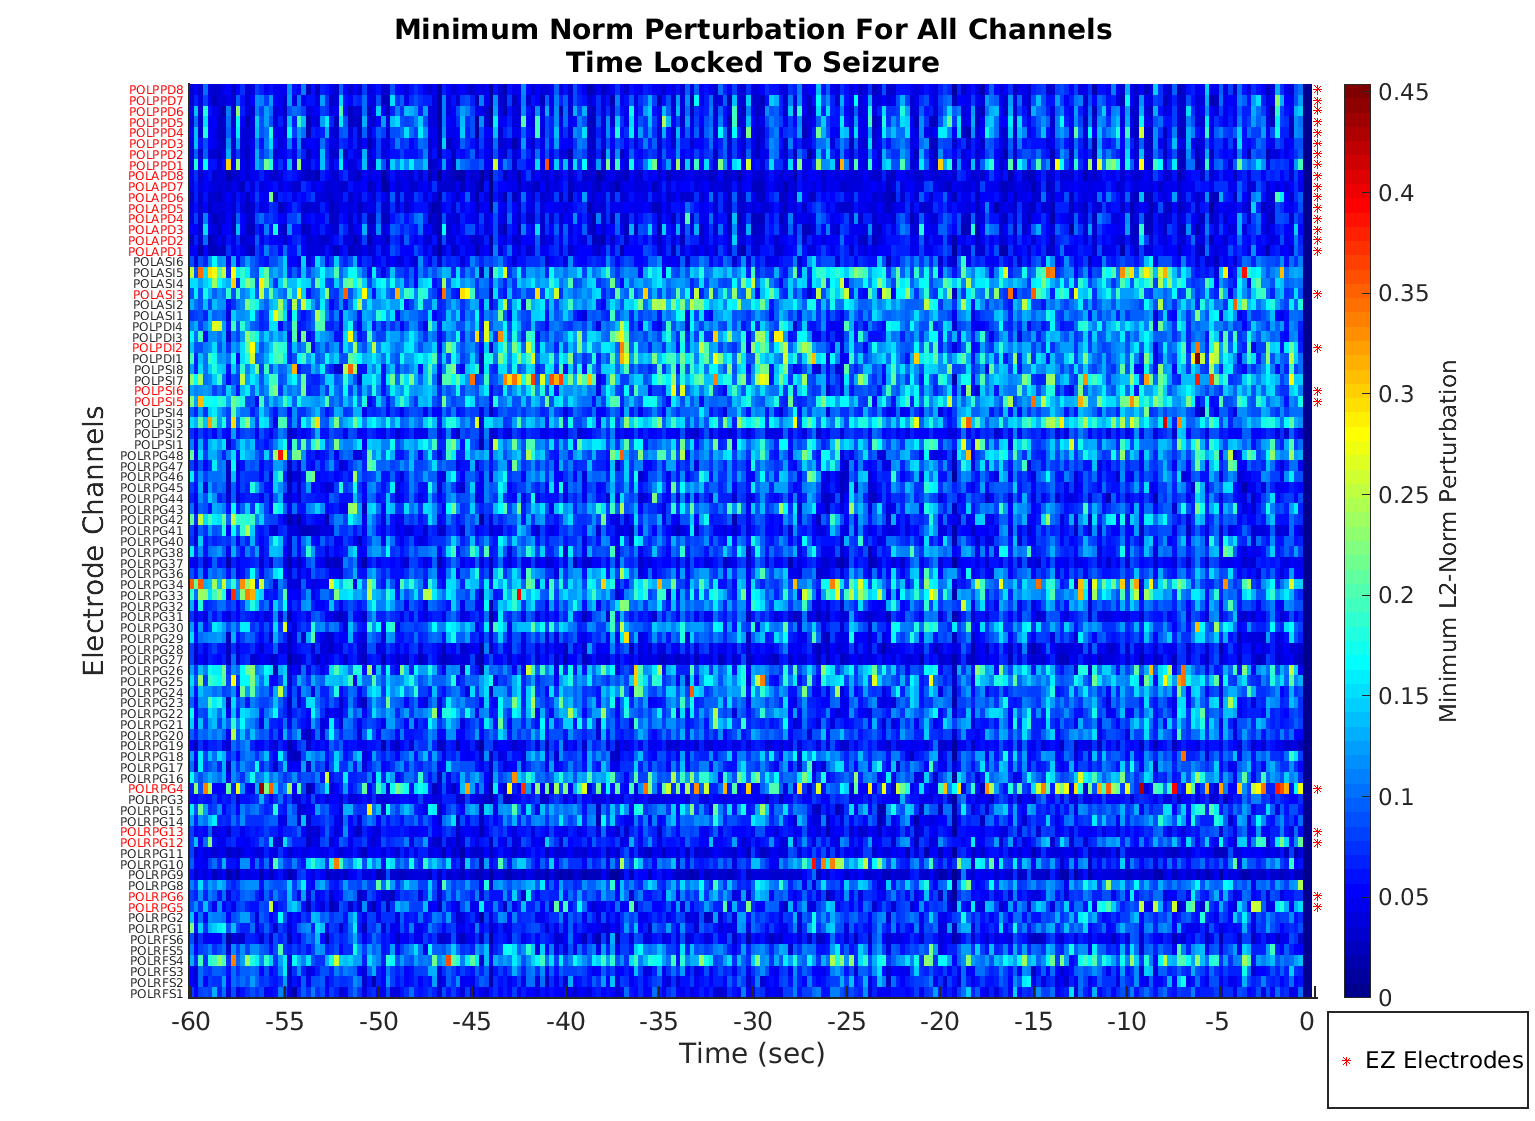 Minimum Norm Perturbation For All Channels
Time Locked To Seizure
POLPPD8
POLPPD7
POLPPD6
POLPPD5
POLPPD4
POLPPD3
POLPPD2
POLPPD1
POLAPD8
POLAPD7
POLAPD6
POLAPD5
POLAPD4
POLAPD3
POLAPD2
POLAPD1
POLASI6
POLASI5
POLASI4
POLASI3
POLASI2
POLASI1
POLPDI4
POLPDI3
POLPDI2
POLPDI1
POLPSI8
POLPSI7
POLPSI6
POLPSI5
POLPSI4
POLPSI3
POLPSI2
POLPSI1
POLRPG48
POLRPG47
POLRPG46
POLRPG45
POLRPG44
POLRPG43
POLRPG42
POLRPG41
POLRPG40
POLRPG38
POLRPG37
POLRPG36
POLRPG34
POLRPG33
POLRPG32
POLRPG31
POLRPG30
POLRPG29
POLRPG28
POLRPG27
POLRPG26
POLRPG25
POLRPG24
POLRPG23
POLRPG22
POLRPG21
POLRPG20
POLRPG19
POLRPG18
POLRPG17
POLRPG16
POLRPG4
POLRPG3
POLRPG15
POLRPG14
POLRPG13
POLRPG12
POLRPG11
POLRPG10
POLRPG9
POLRPG8
POLRPG6
POLRPG5
POLRPG2
POLRPG1
POLRFS6
POLRFS5
POLRFS4
POLRFS3
POLRFS2
POLRFS1
Electrode Channels
-60 -55 -50 -45 -40 -35 -30 -25 -20 -15 -10 -5 0
Time (sec)
0.45
0.4
0.35
0.3
0.25
0.2
0.15
0.1
0.05
0
Minimum L2-Norm Perturbation
EZ Electrodes